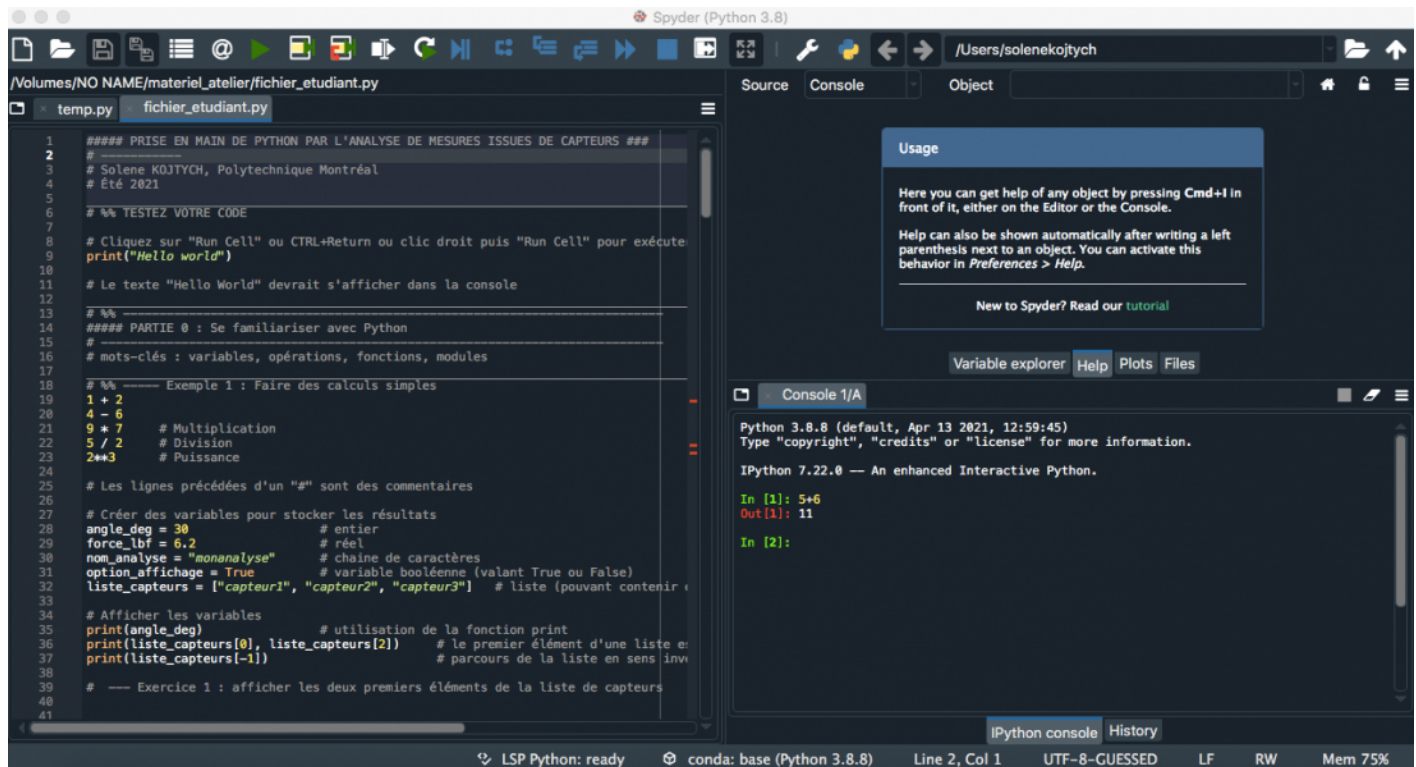 Spyder (Python 3.8)
/Users/solenekojtych
/Volumes/NO NAME/materiel_atelier/fichier_etudiant.py
temp.py
fichier_etudiant.py
1 ##### PRISE EN MAIN DE PYTHON PAR L'ANALYSE DE MESURES ISSUES DE CAPTEURS ###
2 # -----------
3 # Solene KOJTYCH, Polytechnique Montréal
4 # Été 2021
5
6 # %% TESTEZ VOTRE CODE
7
8 # Cliquez sur "Run Cell" ou CTRL+Return ou clic droit puis "Run Cell" pour exécute
9 print("Hello world")
10
11 # Le texte "Hello World" devrait s'afficher dans la console
12
13 # %% -----------------------------------------------------------------
14 ##### PARTIE 0 : Se familiariser avec Python
15 # --------------------------------------------------------------------
16 # mots-clés : variables, opérations, fonctions, modules
17
18 # %% ----- Exemple 1 : Faire des calculs simples
19 1 + 2
20 4 - 6
21 9 * 7 # Multiplication
22 5 / 2 # Division
23 2**3 # Puissance
24
25 # Les lignes précédées d'un "#" sont des commentaires
26
27 # Créer des variables pour stocker les résultats
28 angle_deg = 30 # entier
29 force_lbf = 6.2 # réel
30 nom_analyse = "monanalyse" # chaine de caractères
31 option_affichage = True # variable booléenne (valant True ou False)
32 liste_capteurs = ["capteur1", "capteur2", "capteur3"] # liste (pouvant contenir
33
34 # Afficher les variables
35 print(angle_deg) # utilisation de la fonction print
36 print(liste_capteurs[0], liste_capteurs[2]) # le premier élément d'une liste
37 print(liste_capteurs[-1]) # parcours de la liste en sens inv
38
39 # --- Exercice 1 : afficher les deux premiers éléments de la liste de capteurs
40
41
Source Console Object
Usage
Here you can get help of any object by pressing Cmd+I in
front of it, either on the Editor or the Console.
Help can also be shown automatically after writing a left
parenthesis next to an object. You can activate this
behavior in Preferences > Help.
New to Spyder? Read our tutorial
Variable explorer Help Plots Files
Console 1/A
Python 3.8.8 (default, Apr 13 2021, 12:59:45)
Type "copyright", "credits" or "license" for more information.
IPython 7.22.0 -- An enhanced Interactive Python.
In [1]: 5+6
Out[1]: 11
In [2]:
IPython console History
LSP Python: ready conda: base (Python 3.8.8) Line 2, Col 1 UTF-8-GUESSED LF RW Mem 75%